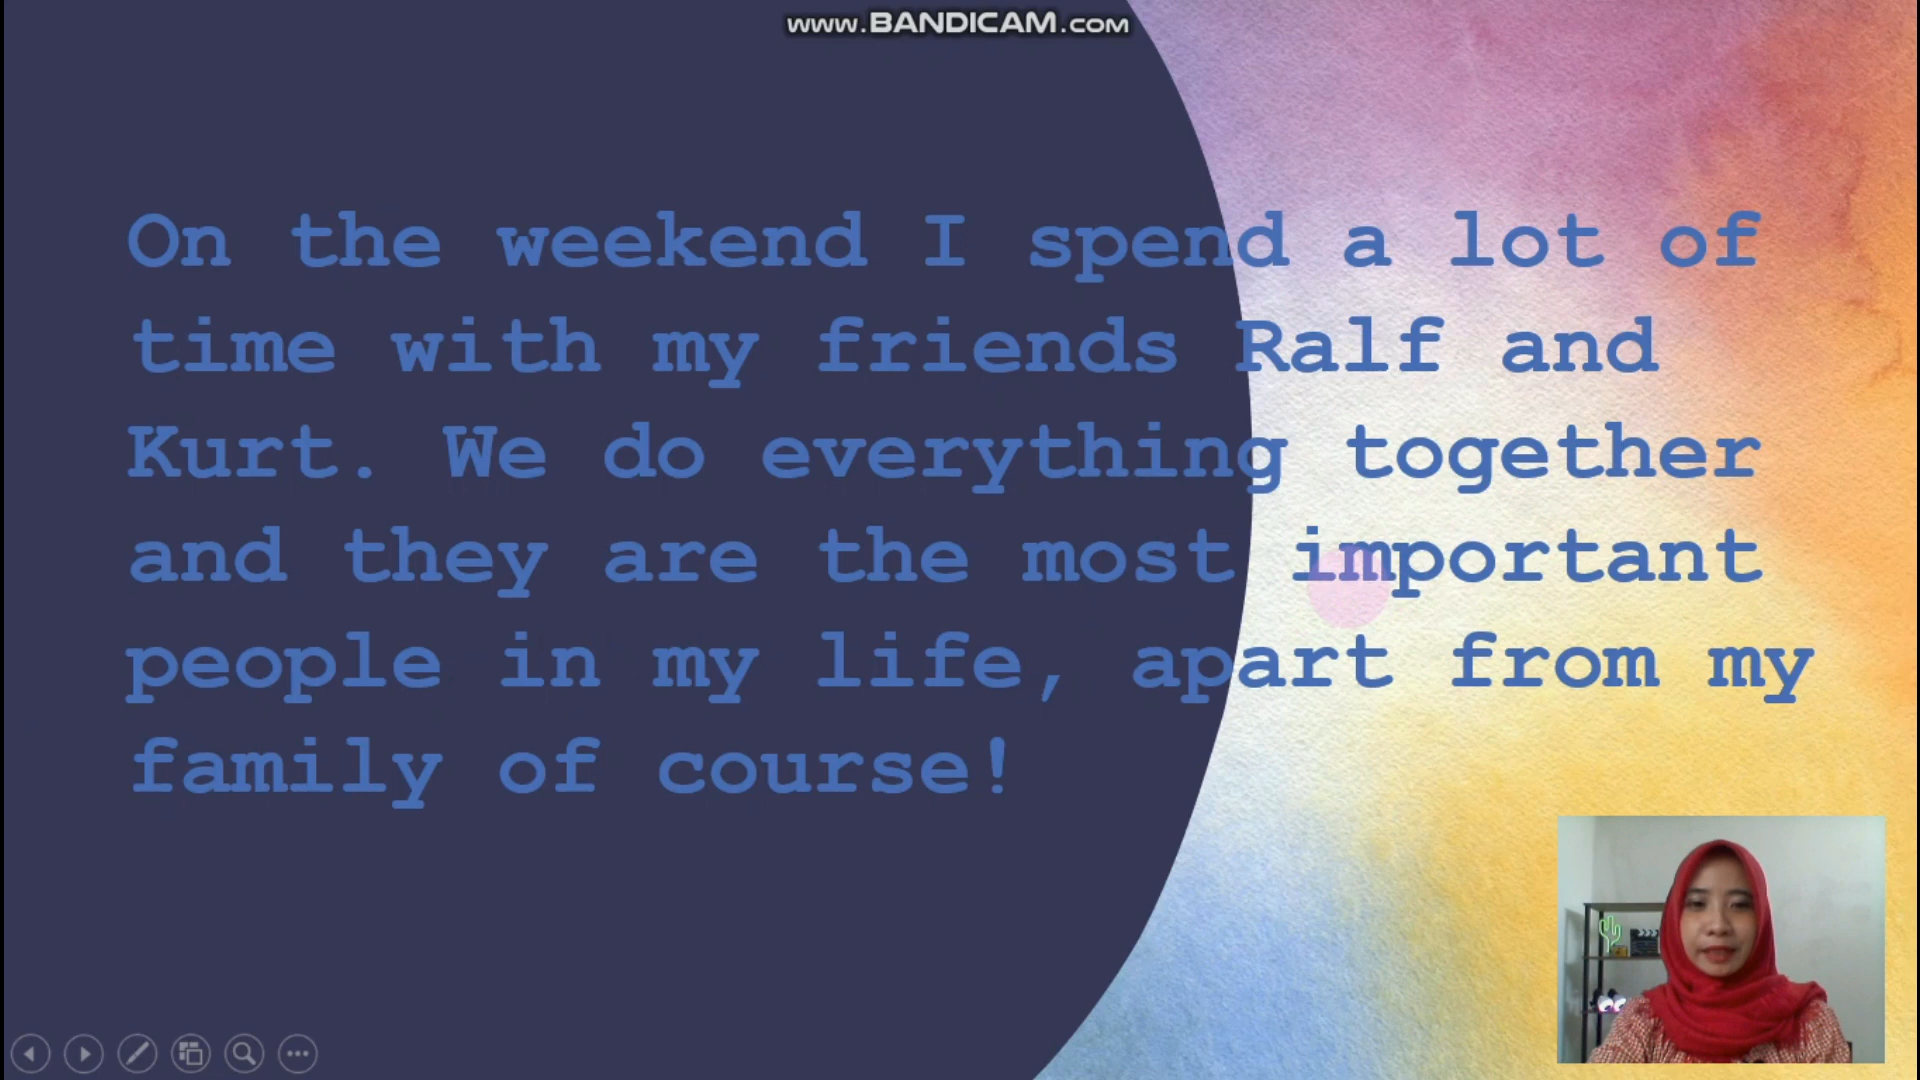 www.BANDICAM.com
On the weekend I spend a lot of
time with my friends Ralf and
Kurt. We do everything together
and they are the most important
people in my life, apart from my
family of course!